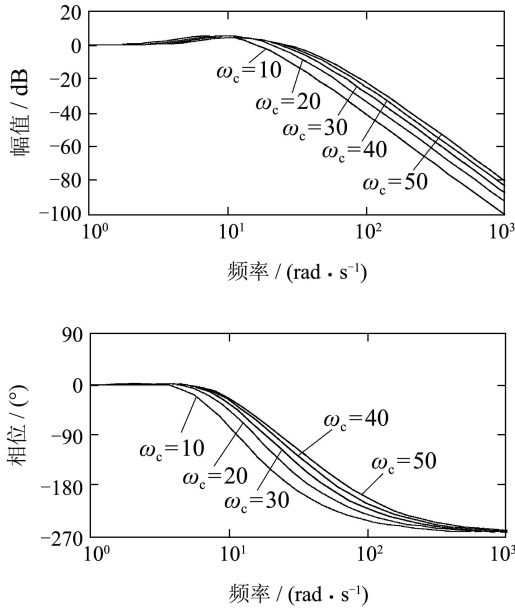 20
0
−20
−40
−60
−80
−100
幅值 / dB
ωc=10
ωc=20
ωc=30
ωc=40
ωc=50
10⁰ 10¹ 10² 10³
频率 / (rad · s⁻¹)
90
0
−90
−180
−270
相位 / (°)
ωc=10
ωc=20
ωc=30
ωc=40
ωc=50
10⁰ 10¹ 10² 10³
频率 / (rad · s⁻¹)